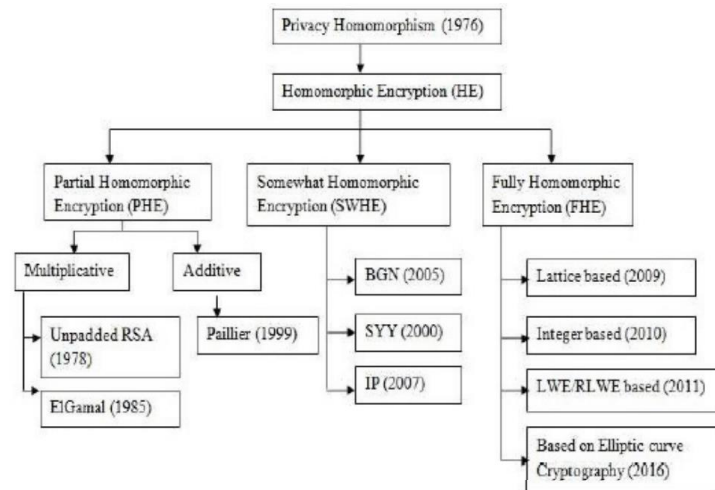 Privacy Homomorphism (1976)
Homomorphic Encryption (HE)
Partial Homomorphic
Encryption (PHE)
Somewhat Homomorphic
Encryption (SWHE)
Fully Homomorphic
Encryption (FHE)
Multiplicative
Additive
Unpadded RSA
(1978)
ElGamal (1985)
Paillier (1999)
BGN (2005)
SYY (2000)
IP (2007)
Lattice based (2009)
Integer based (2010)
LWE/RLWE based (2011)
Based on Elliptic curve
Cryptography (2016)